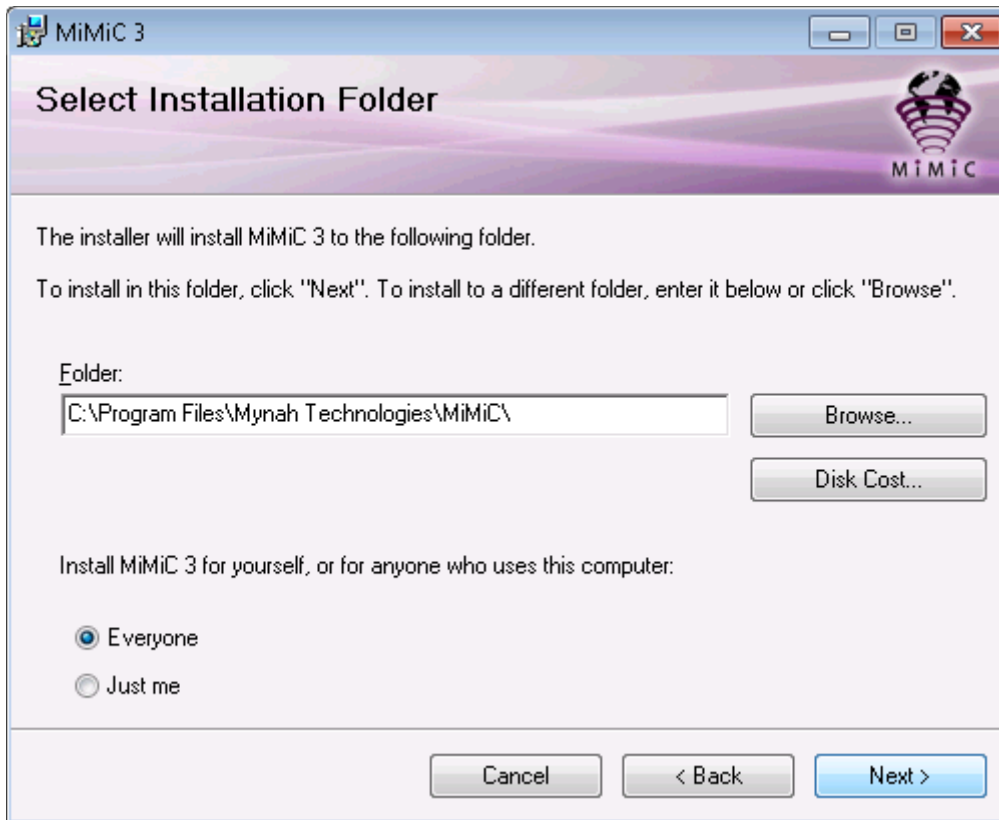 MiMiC 3
Select Installation Folder
MiMiC
The installer will install MiMiC 3 to the following folder.
To install in this folder, click "Next". To install to a different folder, enter it below or click "Browse".
Folder:
C:\Program Files\Mynah Technologies\MiMiC\
Browse...
Disk Cost...
Install MiMiC 3 for yourself, or for anyone who uses this computer:
Everyone
Just me
Cancel
< Back
Next >